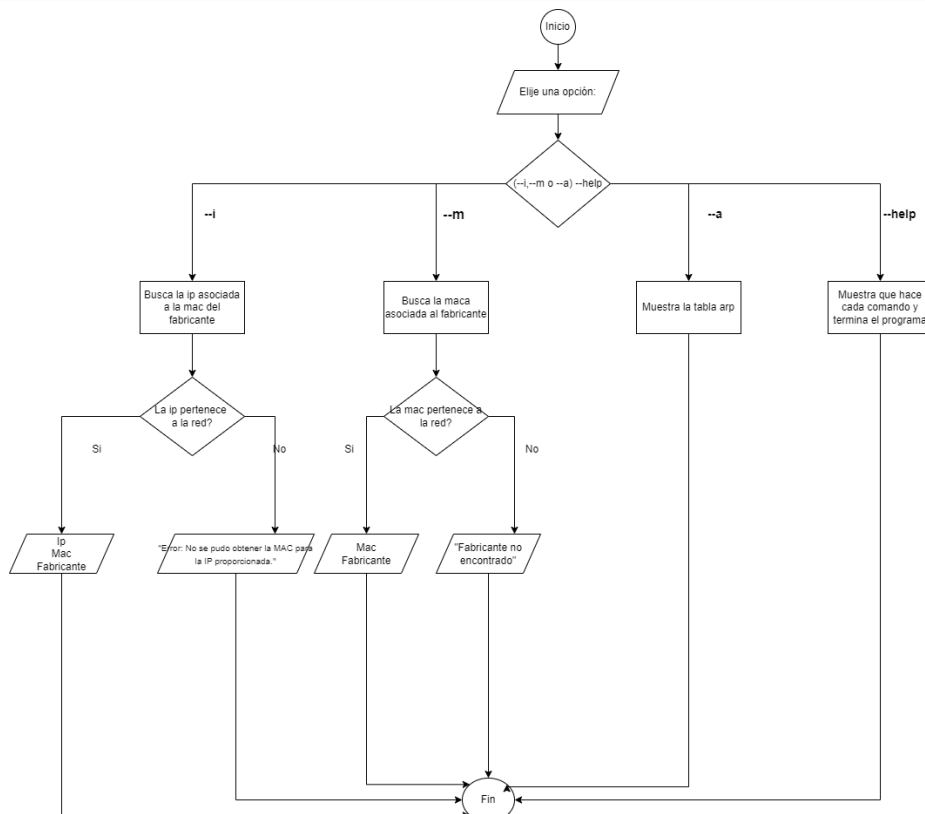 Inicio
Elije una opción:
(--i,--m o --a) --help
--i
--m
--a
--help
Busca la ip asociada
a la mac del
fabricante
Busca la maca
asociada al fabricante
Muestra la tabla arp
Muestra que hace
cada comando y
termina el programa
La ip pertenece
a la red?
La mac pertenece a
la red?
Si
No
Si
No
Ip
Mac
Fabricante
"Error: No se pudo obtener la MAC para
la IP proporcionada."
Mac
Fabricante
"Fabricante no
encontrado"
Fin